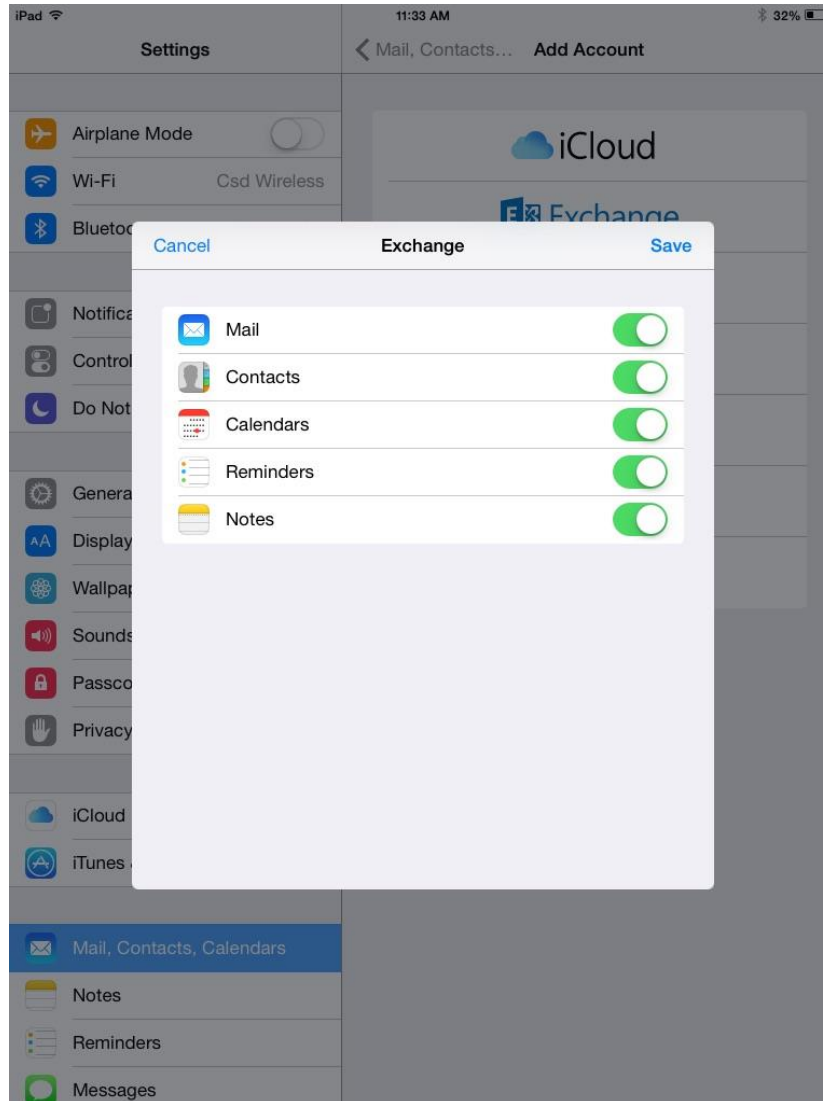 iPad 11:33 AM 32%
Settings
Mail, Contacts... Add Account
Airplane Mode
Wi-Fi Csd Wireless
Bluetoo
Notifica
Control
Do Not
Genera
Display
Wallpap
Sounds
Passco
Privacy
iCloud
iTunes
Mail, Contacts, Calendars
Notes
Reminders
Messages
iCloud
Exchange
Cancel Exchange Save
Mail
Contacts
Calendars
Reminders
Notes